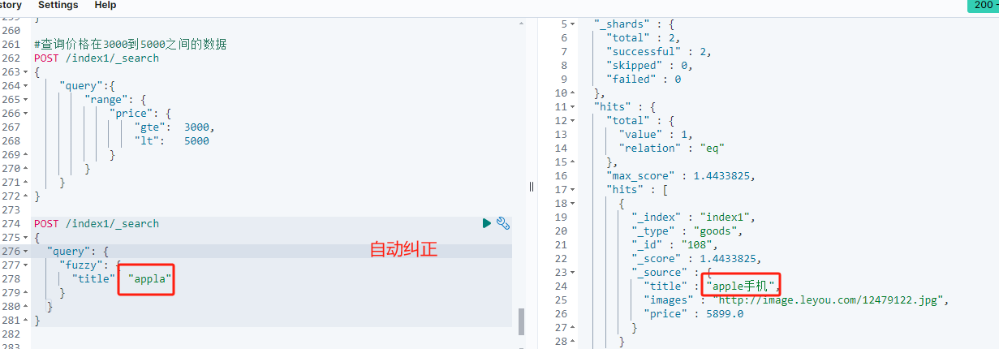 story Settings Help
200 -
259 }
260
261 #查询价格在3000到5000之间的数据
262 POST /index1/_search
263 {
264 "query":{
265 "range": {
266 "price": {
267 "gte": 3000,
268 "lt": 5000
269 }
270 }
271 }
272 }
273
274 POST /index1/_search
275 {
276 "query": {
277 "fuzzy": {
278 "title" "appla"
279 }
280 }
281 }
282
283
自动纠正
5 "_shards" : {
6 "total" : 2,
7 "successful" : 2,
8 "skipped" : 0,
9 "failed" : 0
10 },
11 "hits" : {
12 "total" : {
13 "value" : 1,
14 "relation" : "eq"
15 },
16 "max_score" : 1.4433825,
17 "hits" : [
18 {
19 "_index" : "index1",
20 "_type" : "goods",
21 "_id" : "108",
22 "_score" : 1.4433825,
23 "_source" : {
24 "title" : "apple手机",
25 "images" : "http://image.leyou.com/12479122.jpg",
26 "price" : 5899.0
27 }
28 }